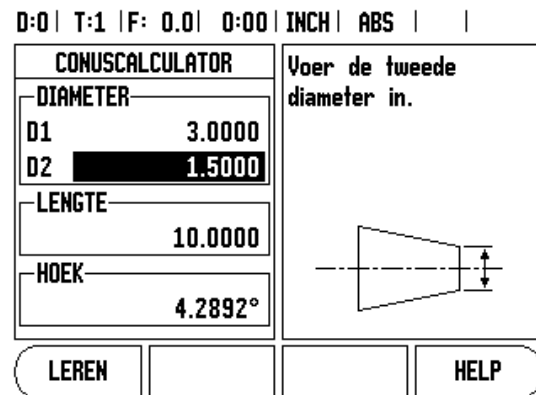 D:0| T:1 |F: 0.0| 0:00|INCH| ABS | |
CONUSCALCULATOR
DIAMETER
D1 3.0000
D2 1.5000
LENGTE
10.0000
HOEK
4.2892°
Voer de tweede
diameter in.
LEREN HELP